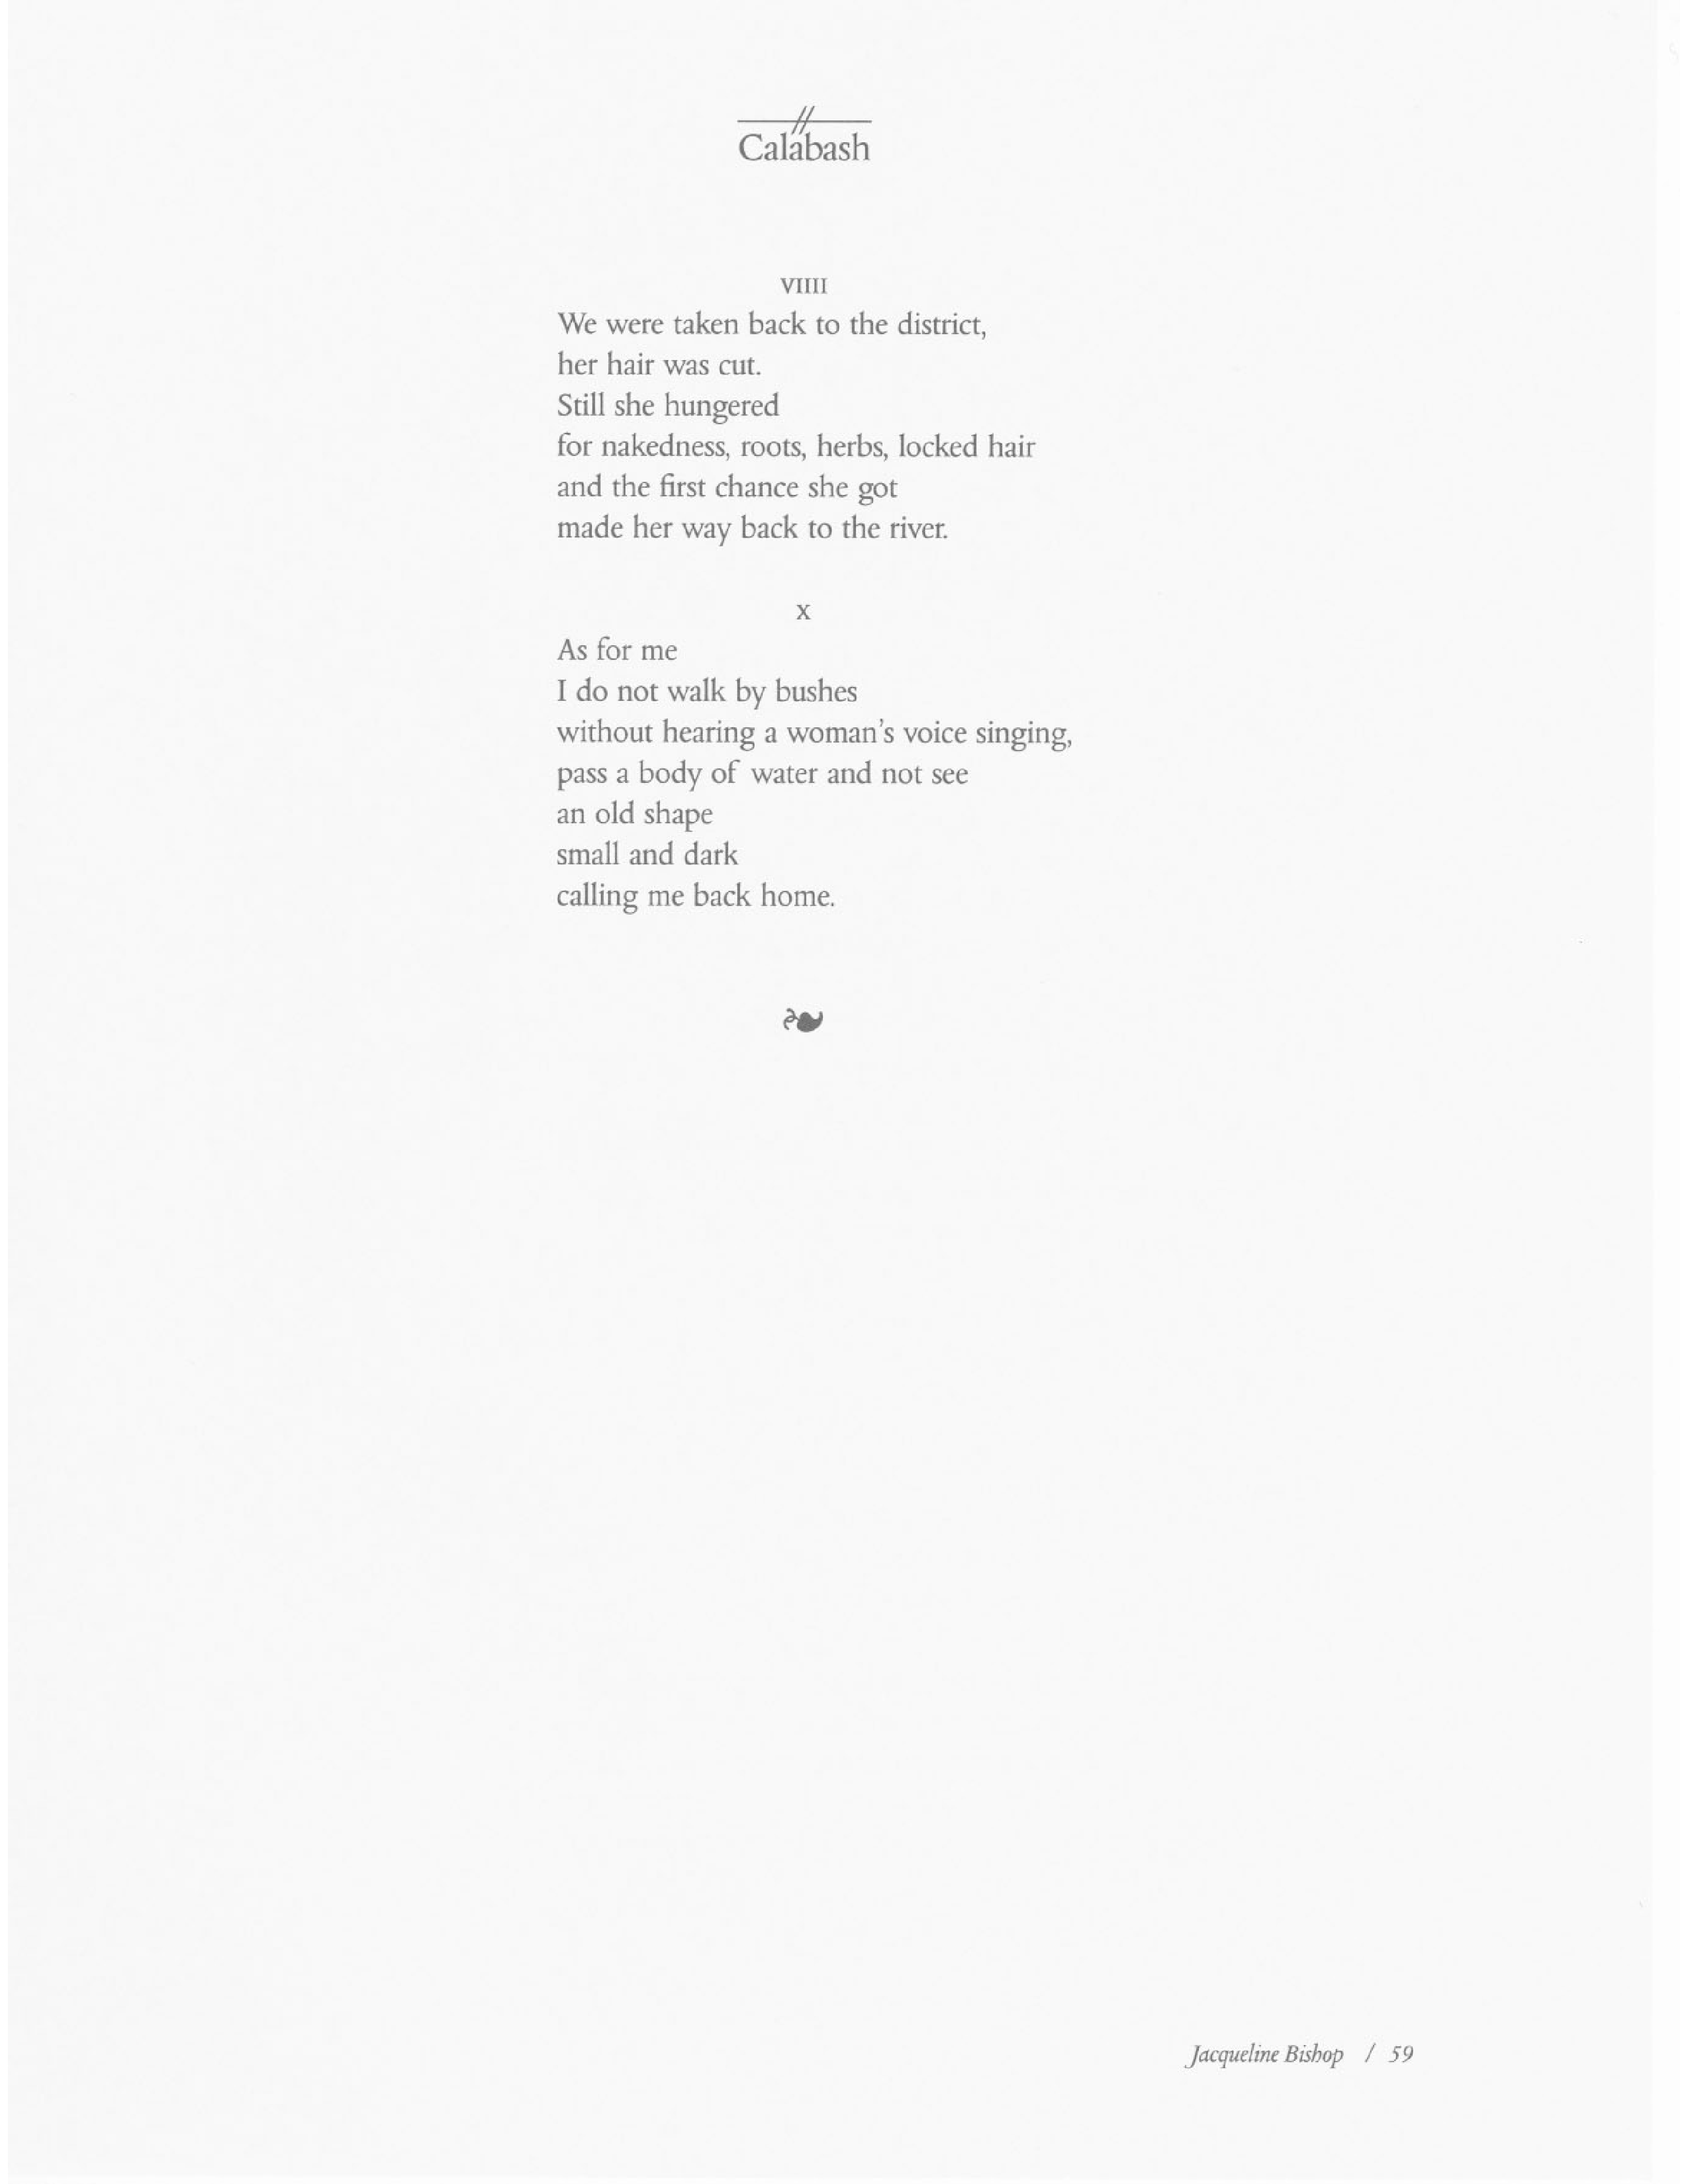 Calabash
VIIII
We were taken back to the district,
her hair was cut.
Still she hungered
for nakedness, roots, herbs, locked hair
and the first chance she got
made her way back to the river.
X
As for me
I do not walk by bushes
without hearing a woman's voice singing,
pass a body of water and not see
an old shape
small and dark
calling me back home.
Jacqueline Bishop / 59